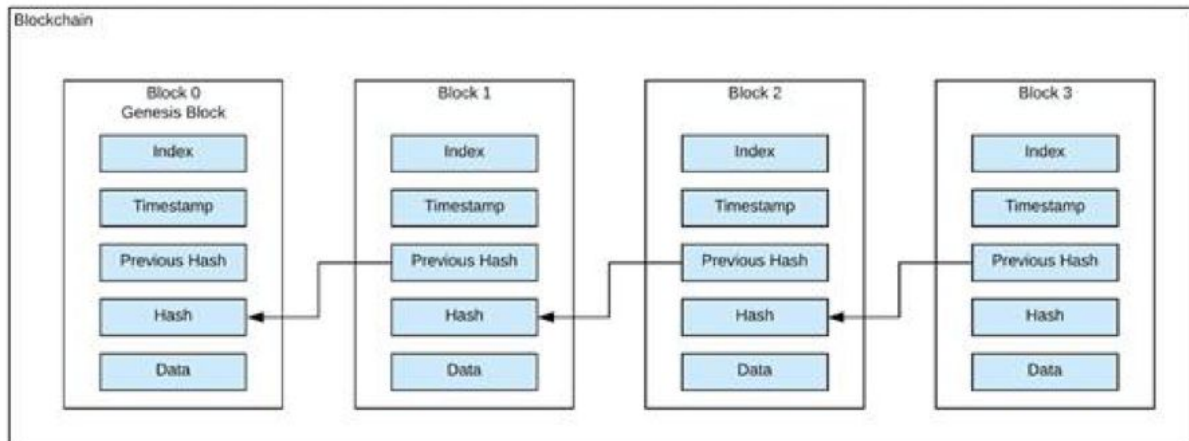 Blockchain
Block 0
Genesis Block
Index
Timestamp
Previous Hash
Hash
Data
Block 1
Index
Timestamp
Previous Hash
Hash
Data
Block 2
Index
Timestamp
Previous Hash
Hash
Data
Block 3
Index
Timestamp
Previous Hash
Hash
Data